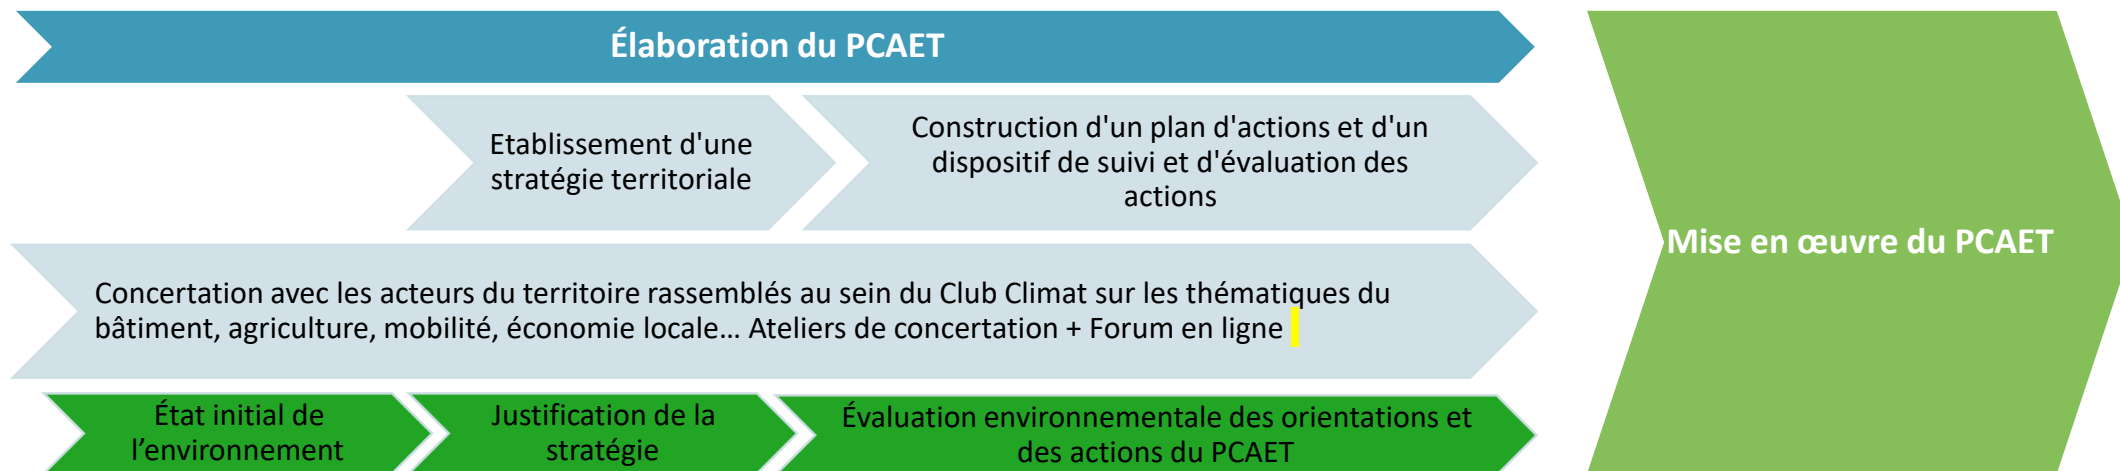 Élaboration du PCAET
Etablissement d'une
stratégie territoriale
Construction d'un plan d'actions et d'un
dispositif de suivi et d'évaluation des
actions
Concertation avec les acteurs du territoire rassemblés au sein du Club Climat sur les thématiques du
bâtiment, agriculture, mobilité, économie locale… Ateliers de concertation + Forum en ligne
État initial de
l’environnement
Justification de la
stratégie
Évaluation environnementale des orientations et
des actions du PCAET
Mise en œuvre du PCAET